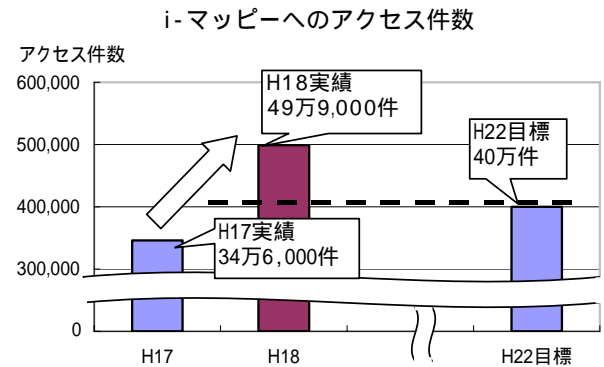 i-マッピーへのアクセス件数
アクセス件数
600,000
500,000
400,000
300,000
0
H18実績
49万9,000件
H22目標
40万件
H17実績
34万6,000件
H17
H18
H22目標